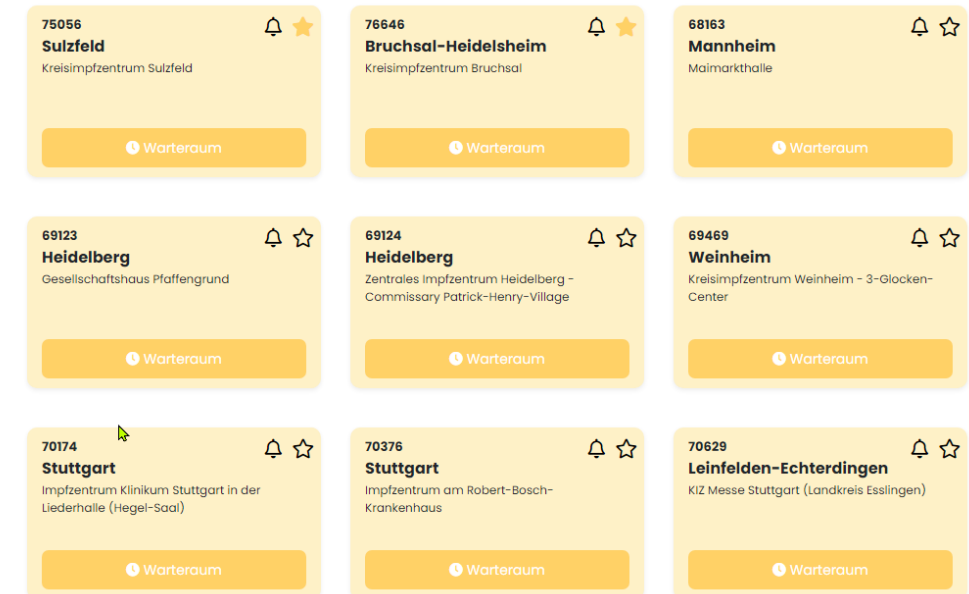 75056
Sulzfeld
Kreisimpfzentrum Sulzfeld
Warteraum
76646
Bruchsal-Heidelsheim
Kreisimpfzentrum Bruchsal
Warteraum
68163
Mannheim
Maimarkthalle
Warteraum
69123
Heidelberg
Gesellschaftshaus Pfaffengrund
Warteraum
69124
Heidelberg
Zentrales Impfzentrum Heidelberg -
Commissary Patrick-Henry-Village
Warteraum
69469
Weinheim
Kreisimpfzentrum Weinheim - 3-Glocken-
Center
Warteraum
70174
Stuttgart
Impfzentrum Klinikum Stuttgart in der
Liederhalle (Hegel-Saal)
Warteraum
70376
Stuttgart
Impfzentrum am Robert-Bosch-
Krankenhaus
Warteraum
70629
Leinfelden-Echterdingen
KIZ Messe Stuttgart (Landkreis Esslingen)
Warteraum